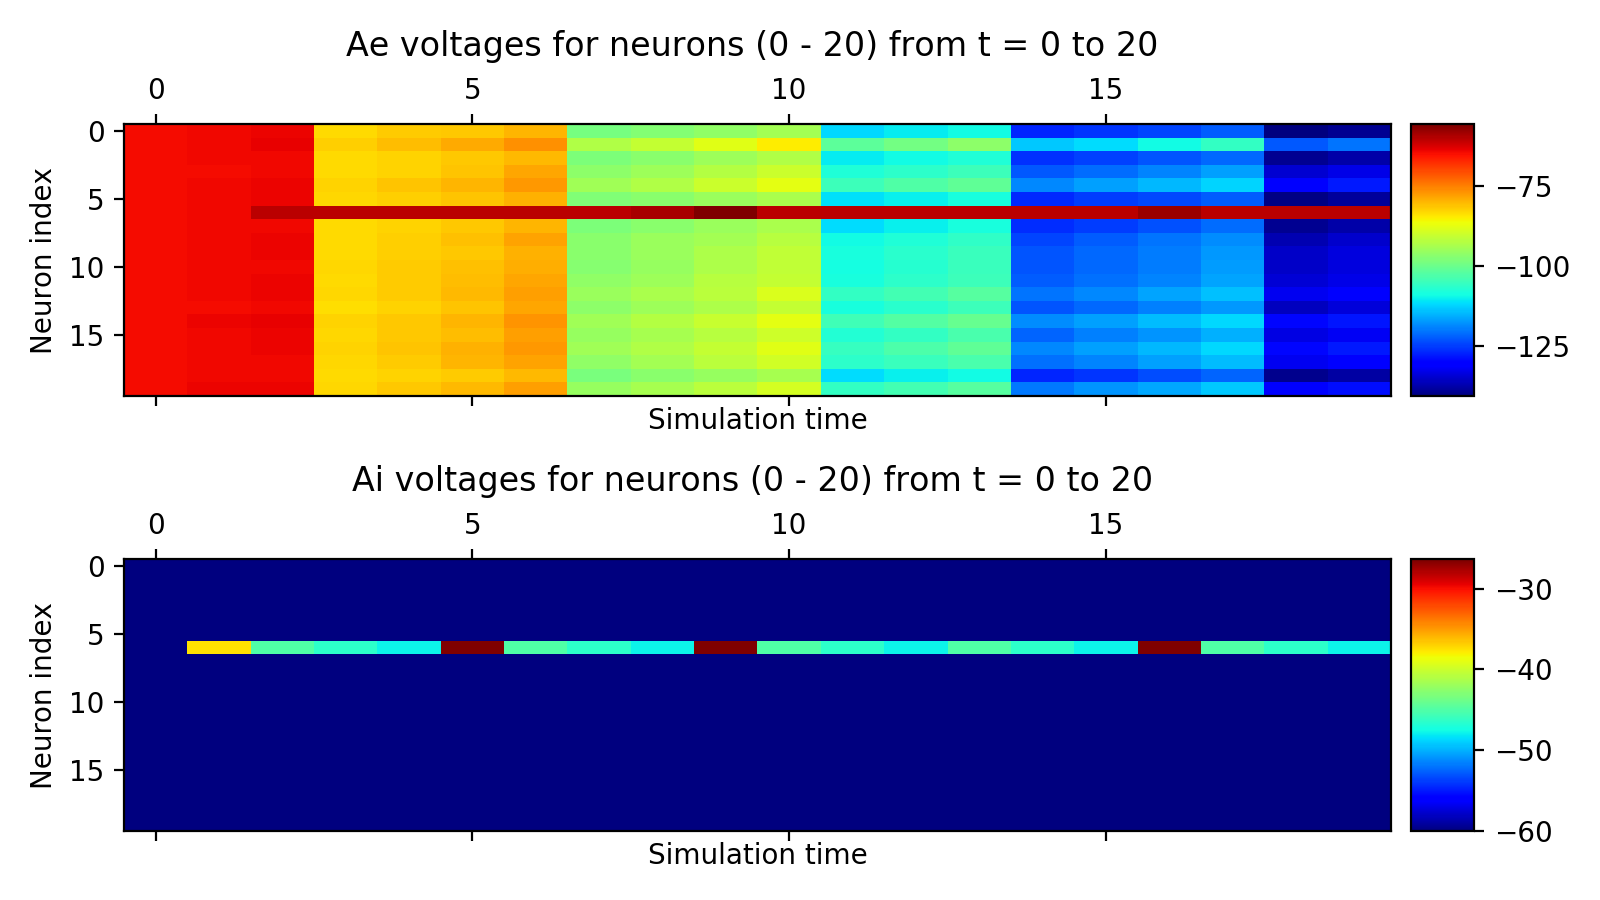 Ae voltages for neurons (0 - 20) from t = 0 to 20
0 5 10 15
Neuron index
0
5
10
15
Simulation time
−75
−100
−125
Ai voltages for neurons (0 - 20) from t = 0 to 20
0 5 10 15
Neuron index
0
5
10
15
Simulation time
−30
−40
−50
−60